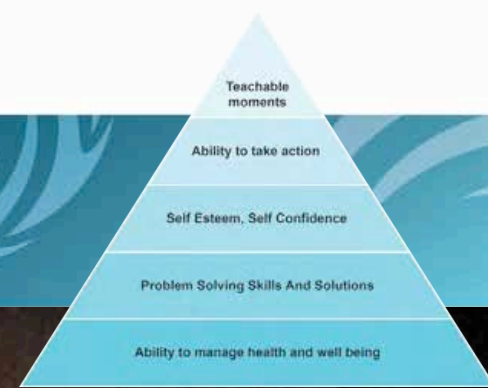 Teachable
moments
Ability to take action
Self Esteem, Self Confidence
Problem Solving Skills And Solutions
Ability to manage health and well being